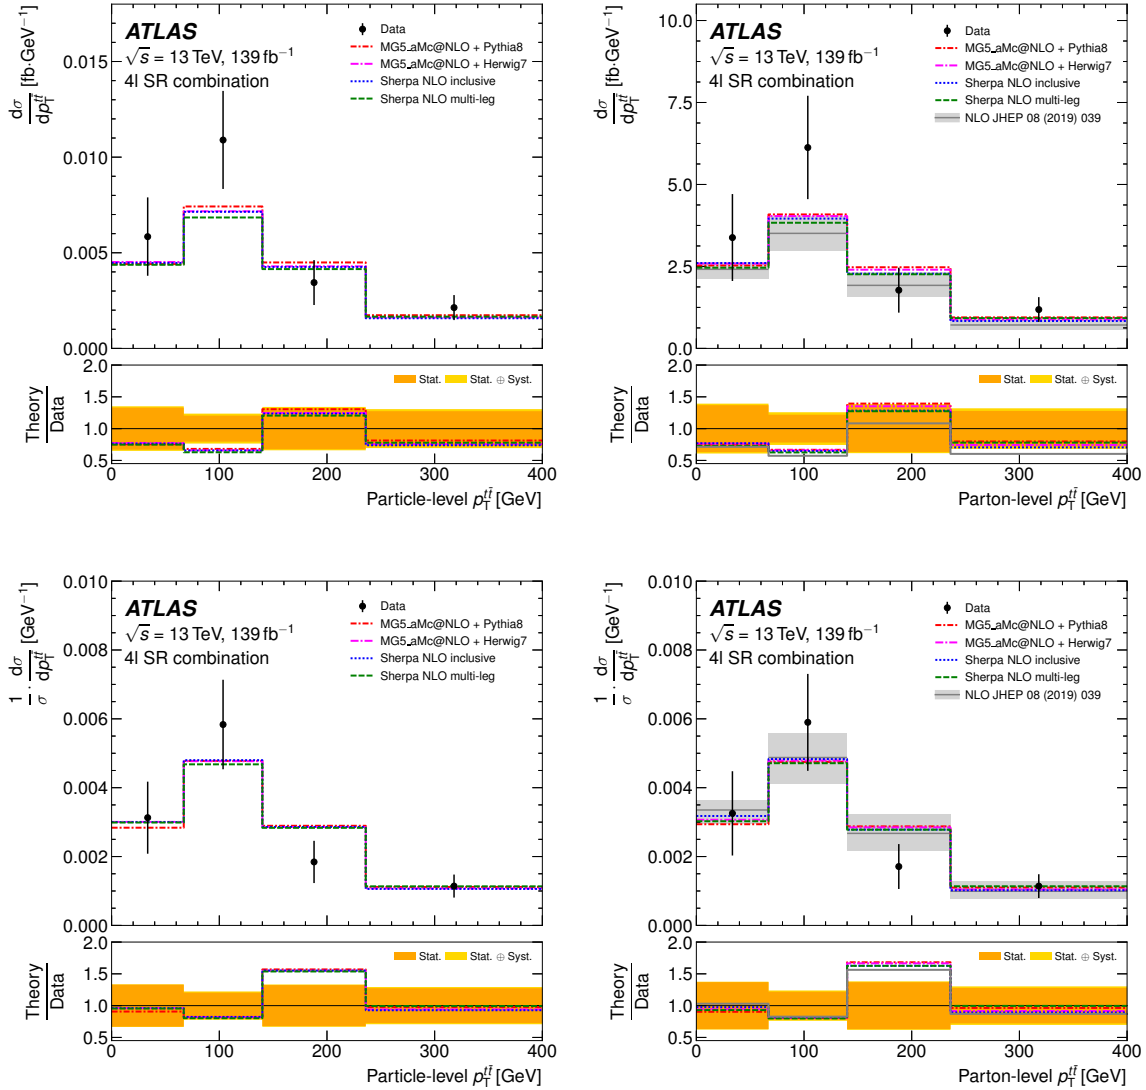 ATLAS
√s = 13 TeV, 139 fb⁻¹
4l SR combination
Data
MG5_aMc@NLO + Pythia8
MG5_aMc@NLO + Herwig7
Sherpa NLO inclusive
Sherpa NLO multi-leg
dσ/dp_T^{tt̄} [fb·GeV⁻¹]
0.015
0.010
0.005
0.000
Theory/Data
2.0
1.5
1.0
0.5
Stat. Stat. ⊕ Syst.
0 100 200 300 400
Particle-level p_T^{tt̄} [GeV]
ATLAS
√s = 13 TeV, 139 fb⁻¹
4l SR combination
Data
MG5_aMc@NLO + Pythia8
MG5_aMc@NLO + Herwig7
Sherpa NLO inclusive
Sherpa NLO multi-leg
NLO JHEP 08 (2019) 039
dσ/dp_T^{tt̄} [fb·GeV⁻¹]
10.0
7.5
5.0
2.5
0.0
Theory/Data
2.0
1.5
1.0
0.5
Stat. Stat. ⊕ Syst.
0 100 200 300 400
Parton-level p_T^{tt̄} [GeV]
ATLAS
√s = 13 TeV, 139 fb⁻¹
4l SR combination
Data
MG5_aMc@NLO + Pythia8
MG5_aMc@NLO + Herwig7
Sherpa NLO inclusive
Sherpa NLO multi-leg
1/σ · dσ/dp_T^{tt̄} [GeV⁻¹]
0.010
0.008
0.006
0.004
0.002
0.000
Theory/Data
2.0
1.5
1.0
0.5
Stat. Stat. ⊕ Syst.
0 100 200 300 400
Particle-level p_T^{tt̄} [GeV]
ATLAS
√s = 13 TeV, 139 fb⁻¹
4l SR combination
Data
MG5_aMc@NLO + Pythia8
MG5_aMc@NLO + Herwig7
Sherpa NLO inclusive
Sherpa NLO multi-leg
NLO JHEP 08 (2019) 039
1/σ · dσ/dp_T^{tt̄} [GeV⁻¹]
0.010
0.008
0.006
0.004
0.002
0.000
Theory/Data
2.0
1.5
1.0
0.5
Stat. Stat. ⊕ Syst.
0 100 200 300 400
Parton-level p_T^{tt̄} [GeV]